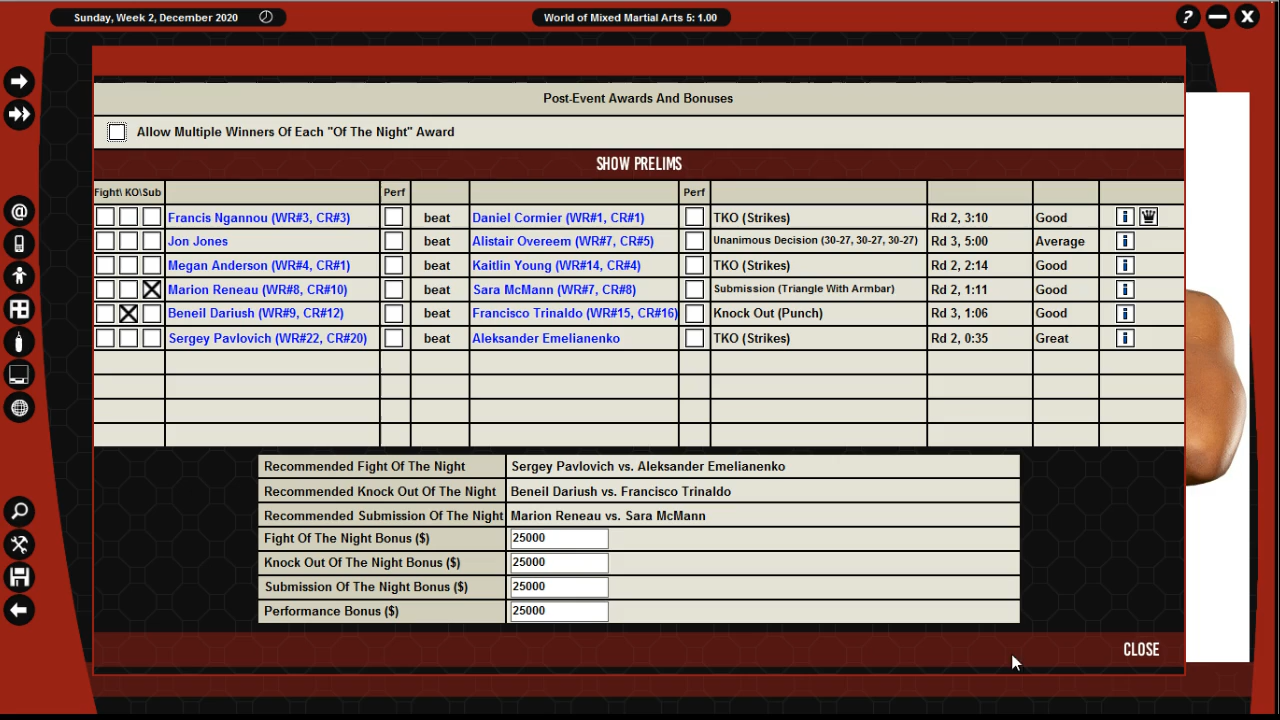 Sunday, Week 2, December 2020
World of Mixed Martial Arts 5: 1.00
?
X
Post-Event Awards And Bonuses
Allow Multiple Winners Of Each "Of The Night" Award
SHOW PRELIMS
Fight\ KO\Sub Perf Perf
Francis Ngannou (WR#3, CR#3) beat Daniel Cormier (WR#1, CR#1) TKO (Strikes) Rd 2, 3:10 Good i
Jon Jones beat Alistair Overeem (WR#7, CR#5) Unanimous Decision (30-27, 30-27, 30-27) Rd 3, 5:00 Average i
Megan Anderson (WR#4, CR#1) beat Kaitlin Young (WR#14, CR#4) TKO (Strikes) Rd 2, 2:14 Good i
Marion Reneau (WR#8, CR#10) beat Sara McMann (WR#7, CR#8) Submission (Triangle With Armbar) Rd 2, 1:11 Good i
Beneil Dariush (WR#9, CR#12) beat Francisco Trinaldo (WR#15, CR#16) Knock Out (Punch) Rd 3, 1:06 Good i
Sergey Pavlovich (WR#22, CR#20) beat Aleksander Emelianenko TKO (Strikes) Rd 2, 0:35 Great i
Recommended Fight Of The Night Sergey Pavlovich vs. Aleksander Emelianenko
Recommended Knock Out Of The Night Beneil Dariush vs. Francisco Trinaldo
Recommended Submission Of The Night Marion Reneau vs. Sara McMann
Fight Of The Night Bonus ($) 25000
Knock Out Of The Night Bonus ($) 25000
Submission Of The Night Bonus ($) 25000
Performance Bonus ($) 25000
CLOSE